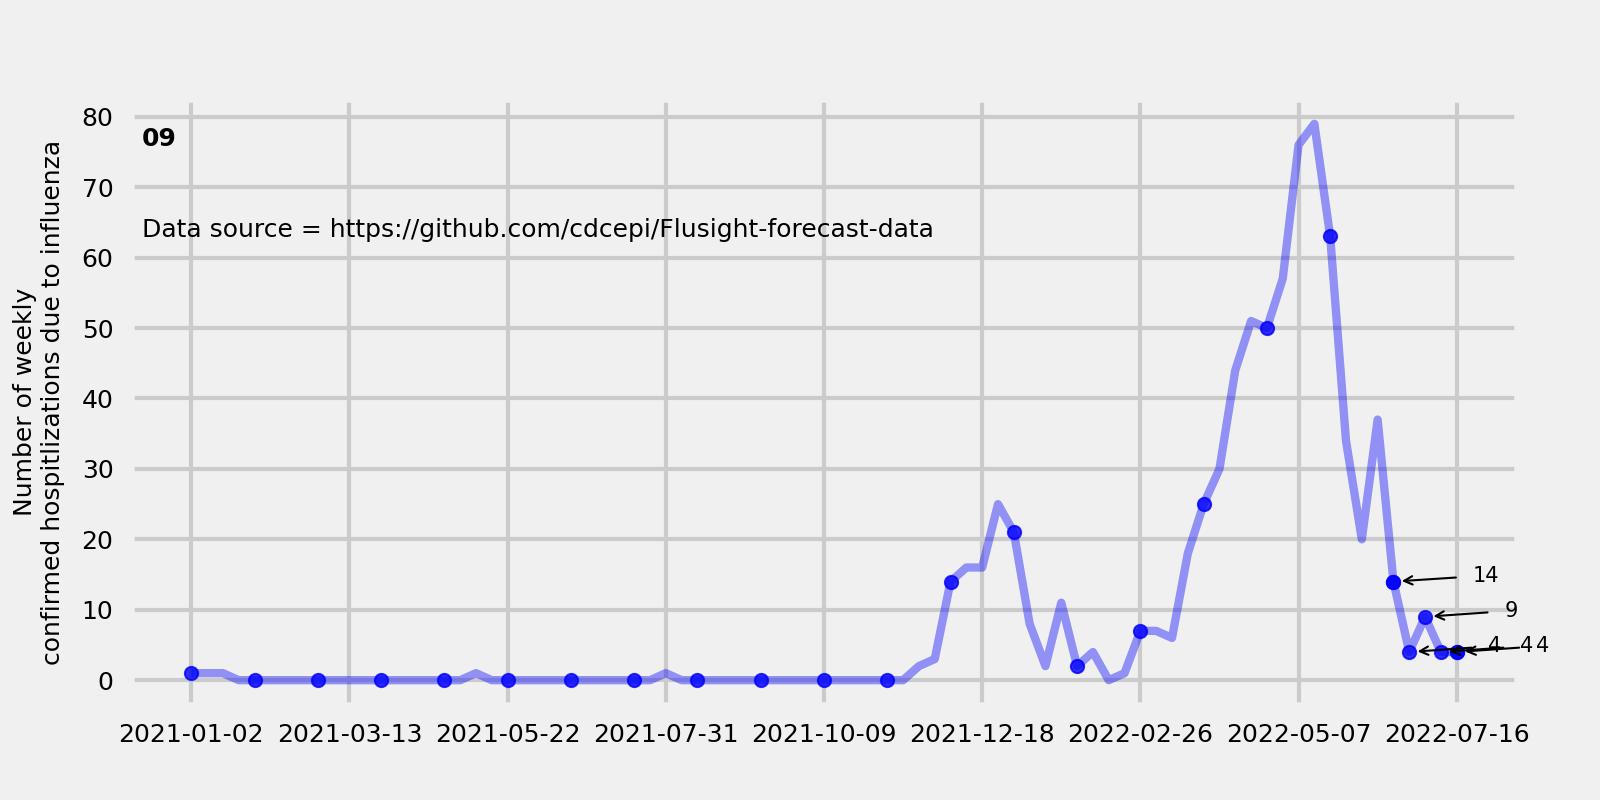 80
70
60
50
40
30
20
10
0
Number of weekly
confirmed hospitlizations due to influenza
09
Data source = https://github.com/cdcepi/Flusight-forecast-data
14
9
4 4 4
2021-01-02 2021-03-13 2021-05-22 2021-07-31 2021-10-09 2021-12-18 2022-02-26 2022-05-07 2022-07-16